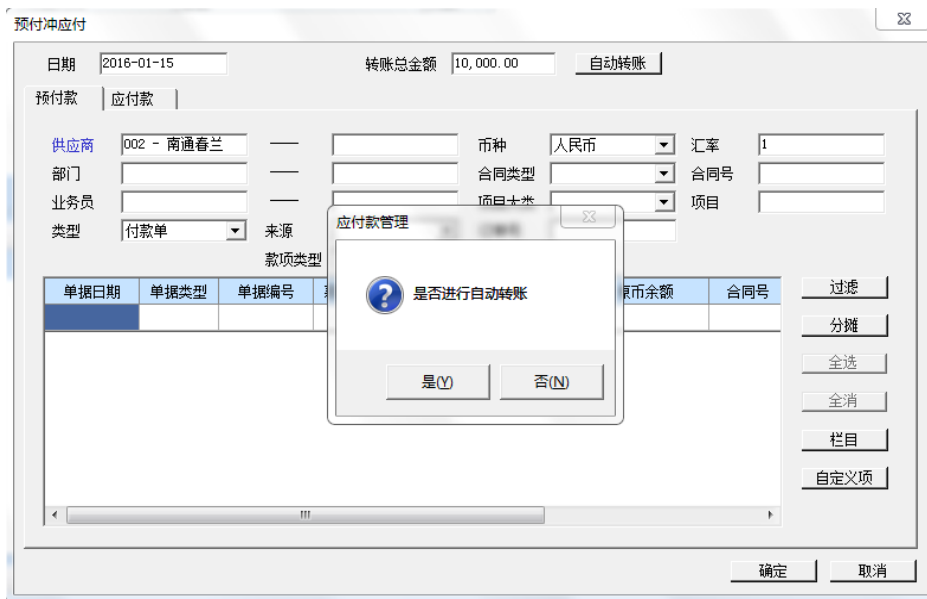 预付冲应付
日期 2016-01-15 转账总金额 10,000.00 自动转账
预付款 应付款
供应商 002 - 南通春兰 —— 币种 人民币 汇率 1
部门 —— 合同类型 合同号
业务员 —— 项目大类 项目
类型 付款单 来源 订单号
款项类型
应付款管理
是否进行自动转账
是(Y) 否(N)
单据日期 单据类型 单据编号 原币余额 合同号
过滤
分摊
全选
全消
栏目
自定义项
确定 取消